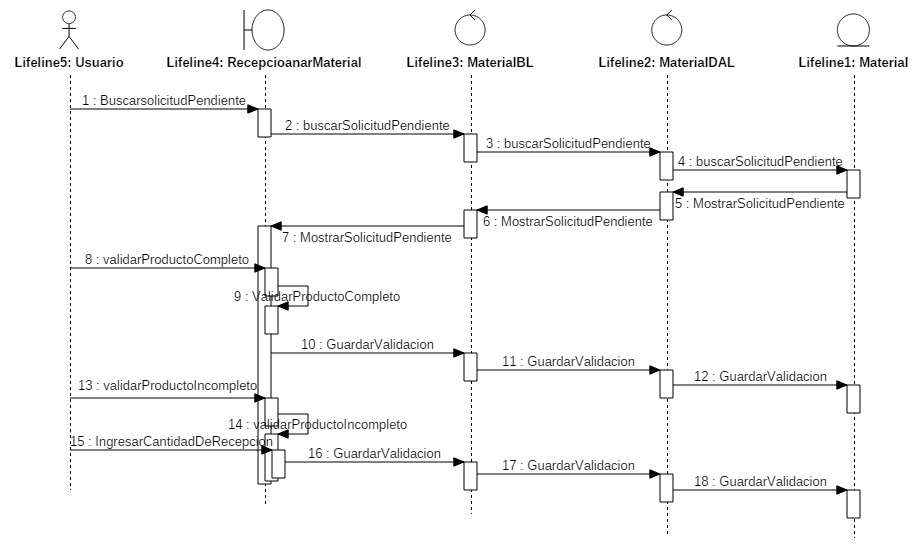 Lifeline5: Usuario
Lifeline4: RecepcioanarMaterial
Lifeline3: MaterialBL
Lifeline2: MaterialDAL
Lifeline1: Material
1 : BuscarsolicitudPendiente
2 : buscarSolicitudPendiente
3 : buscarSolicitudPendiente
4 : buscarSolicitudPendiente
5 : MostrarSolicitudPendiente
6 : MostrarSolicitudPendiente
7 : MostrarSolicitudPendiente
8 : validarProductoCompleto
9 : ValidarProductoCompleto
10 : GuardarValidacion
11 : GuardarValidacion
12 : GuardarValidacion
13 : validarProductoIncompleto
14 : validarProductoIncompleto
15 : IngresarCantidadDeRecepcion
16 : GuardarValidacion
17 : GuardarValidacion
18 : GuardarValidacion